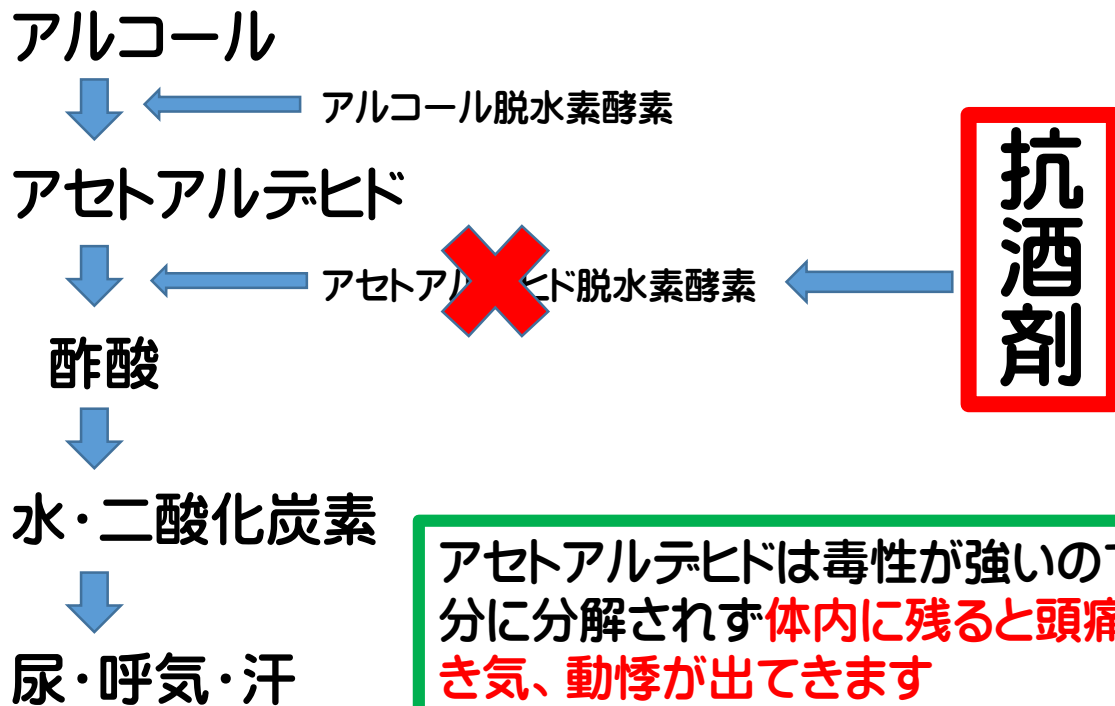 アルコール
アルコール脱水素酵素
アセトアルデヒド
アセトアル ヒド脱水素酵素
抗酒剤
酢酸
水・二酸化炭素
尿・呼気・汗
アセトアルデヒドは毒性が強いので
分に分解されず体内に残ると頭痛
き気、動悸が出てきます